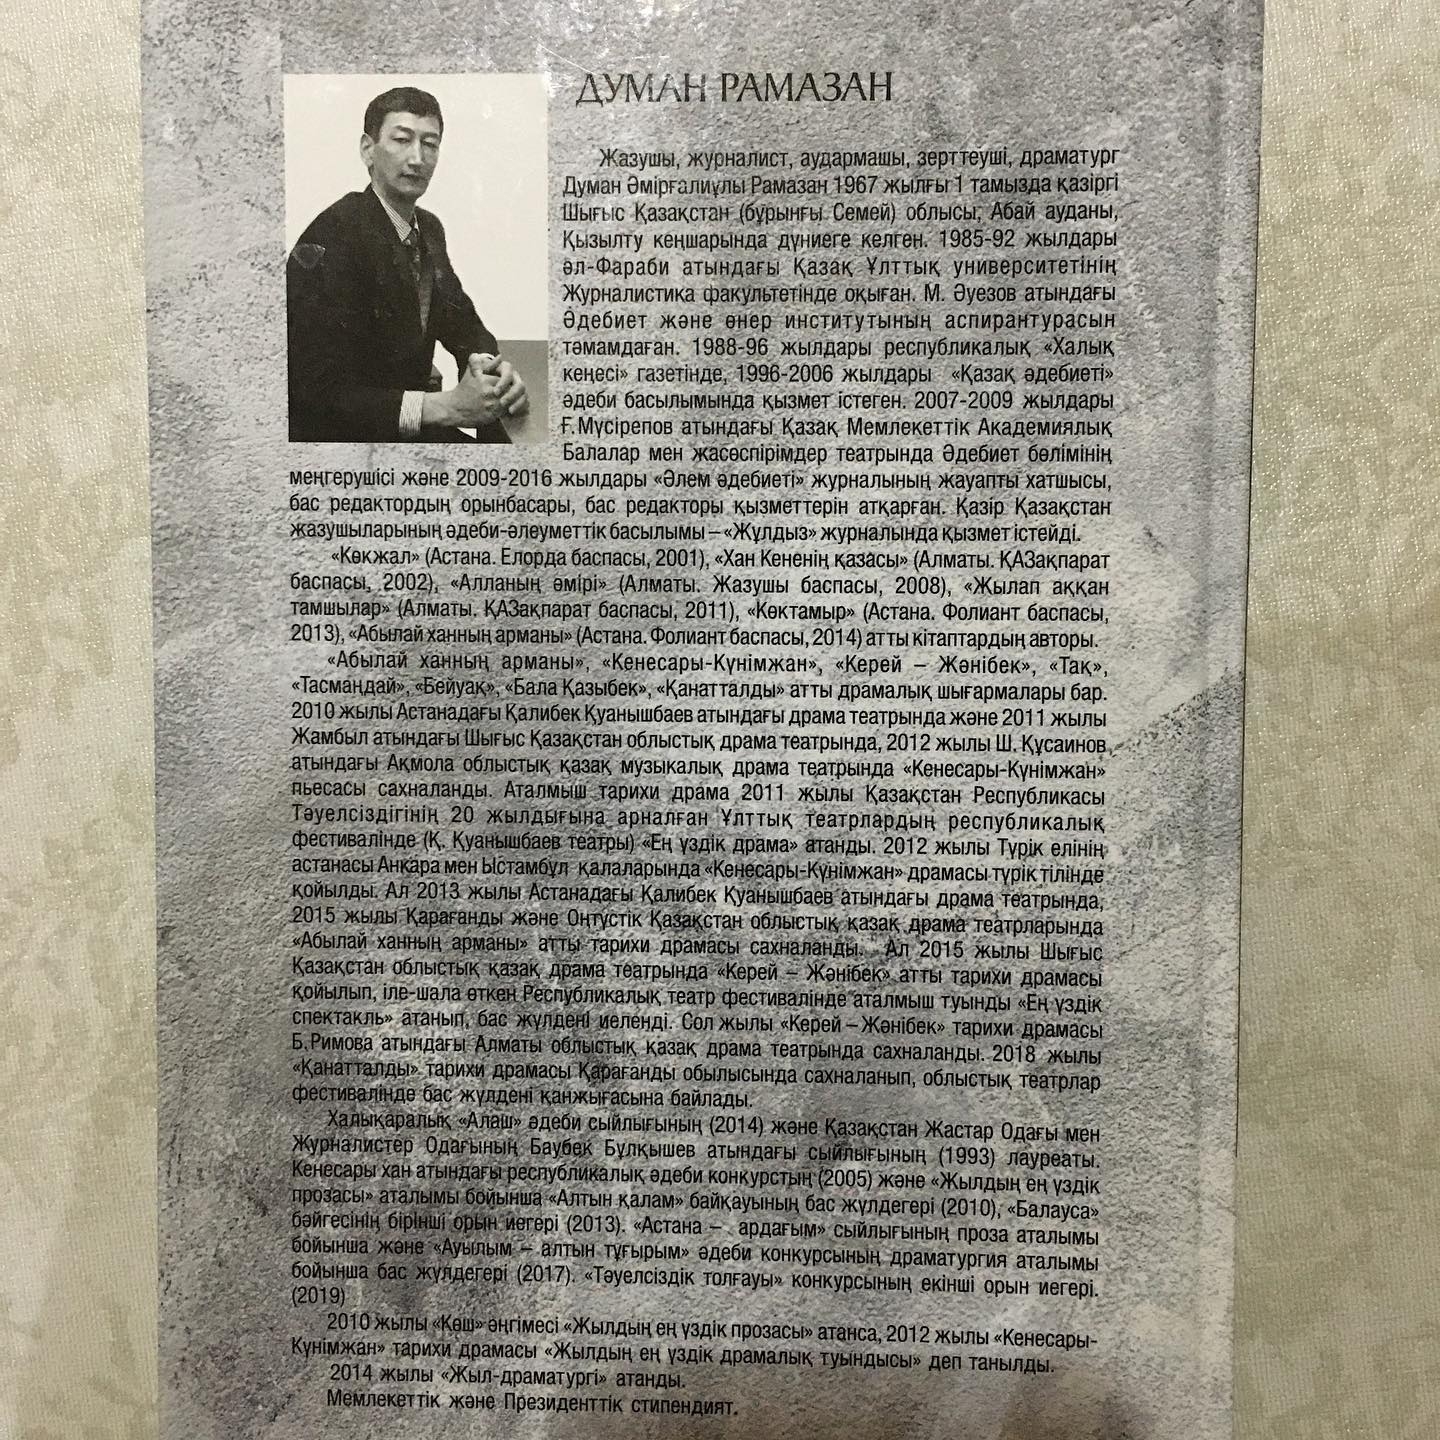 ДУМАН РАМАЗАН
Жазушы, журналист, аудармашы, зерттеуші, драматург
Думан Әмірғалиұлы Рамазан 1967 жылғы 1 тамызда қазіргі
Шығыс Қазақстан (бұрынғы Семей) облысы, Абай ауданы,
Қызылту кеңшарында дүниеге келген. 1985-92 жылдары
әл-Фараби атындағы Қазақ Ұлттық университетінің
Журналистика факультетінде оқыған. М. Әуезов атындағы
Әдебиет және өнер институтының аспирантурасын
тәмамдаған. 1988-96 жылдары республикалық «Халық
кеңесі» газетінде, 1996-2006 жылдары «Қазақ әдебиеті»
әдеби басылымында қызмет істеген. 2007-2009 жылдары
Ғ.Мүсірепов атындағы Қазақ Мемлекеттік Академиялық
Балалар мен жасөспірімдер театрында Әдебиет бөлімінің
меңгерушісі және 2009-2016 жылдары «Әлем әдебиеті» журналының жауапты хатшысы,
бас редактордың орынбасары, бас редакторы қызметтерін атқарған. Қазір Қазақстан
жазушыларының әдеби-әлеуметтік басылымы – «Жұлдыз» журналында қызмет істейді.
«Көкжал» (Астана. Елорда баспасы, 2001), «Хан Кененің қазасы» (Алматы. ҚАЗақпарат
баспасы, 2002), «Алланың әмірі» (Алматы. Жазушы баспасы, 2008), «Жылап аққан
тамшылар» (Алматы. ҚАЗақпарат баспасы, 2011), «Көктамыр» (Астана. Фолиант баспасы,
2013), «Абылай ханның арманы» (Астана. Фолиант баспасы, 2014) атты кітаптардың авторы.
«Абылай ханның арманы», «Кенесары-Күнімжан», «Керей – Жәнібек», «Тақ»,
«Тасмаңдай», «Бейуақ», «Бала Қазыбек», «Қанатталды» атты драмалық шығармалары бар.
2010 жылы Астанадағы Қалибек Қуанышбаев атындағы драма театрында және 2011 жылы
Жамбыл атындағы Шығыс Қазақстан облыстық драма театрында, 2012 жылы Ш. Құсаинов
атындағы Ақмола облыстық қазақ музыкалық драма театрында «Кенесары-Күнімжан»
пьесасы сахналанды. Аталмыш тарихи драма 2011 жылы Қазақстан Республикасы
Тәуелсіздігінің 20 жылдығына арналған Ұлттық театрлардың республикалық
фестивалінде (Қ. Қуанышбаев театры) «Ең үздік драма» атанды. 2012 жылы Түрік елінің
астанасы Анқара мен Ыстамбұл қалаларында «Кенесары-Күнімжан» драмасы түрік тілінде
қойылды. Ал 2013 жылы Астанадағы Қалибек Қуанышбаев атындағы драма театрында,
2015 жылы Қарағанды және Оңтүстік Қазақстан облыстық қазақ драма театрларында
«Абылай ханның арманы» атты тарихи драмасы сахналанды. Ал 2015 жылы Шығыс
Қазақстан облыстық қазақ драма театрында «Керей – Жәнібек» атты тарихи драмасы
қойылып, іле-шала өткен Республикалық театр фестивалінде аталмыш туынды «Ең үздік
спектакль» атанып, бас жүлдені иеленді. Сол жылы «Керей – Жәнібек» тарихи драмасы
Б.Римова атындағы Алматы облыстық қазақ драма театрында сахналанды. 2018 жылы
«Қанатталды» тарихи драмасы Қарағанды обылысында сахналанып, облыстық театрлар
фестивалінде бас жүлдені қанжығасына байлады.
Халықаралық «Алаш» әдеби сыйлығының (2014) және Қазақстан Жастар Одағы мен
Журналистер Одағының Баубек Бұлқышев атындағы сыйлығының (1993) лауреаты.
Кенесары хан атындағы республикалық әдеби конкурстың (2005) және «Жылдың ең үздік
прозасы» аталымы бойынша «Алтын қалам» байқауының бас жүлдегері (2010), «Балауса»
бәйгесінің бірінші орын иегері (2013). «Астана – ардағым» сыйлығының проза аталымы
бойынша және «Ауылым – алтын тұғырым» әдеби конкурсының драматургия аталымы
бойынша бас жүлдегері (2017). «Тәуелсіздік толғауы» конкурсының екінші орын иегері.
(2019)
2010 жылы «Көш» әңгімесі «Жылдың ең үздік прозасы» атанса, 2012 жылы «Кенесары-
Күнімжан» тарихи драмасы «Жылдың ең үздік драмалық туындысы» деп танылды.
2014 жылы «Жыл-драматургі» атанды.
Мемлекеттік және Президенттік стипендият.